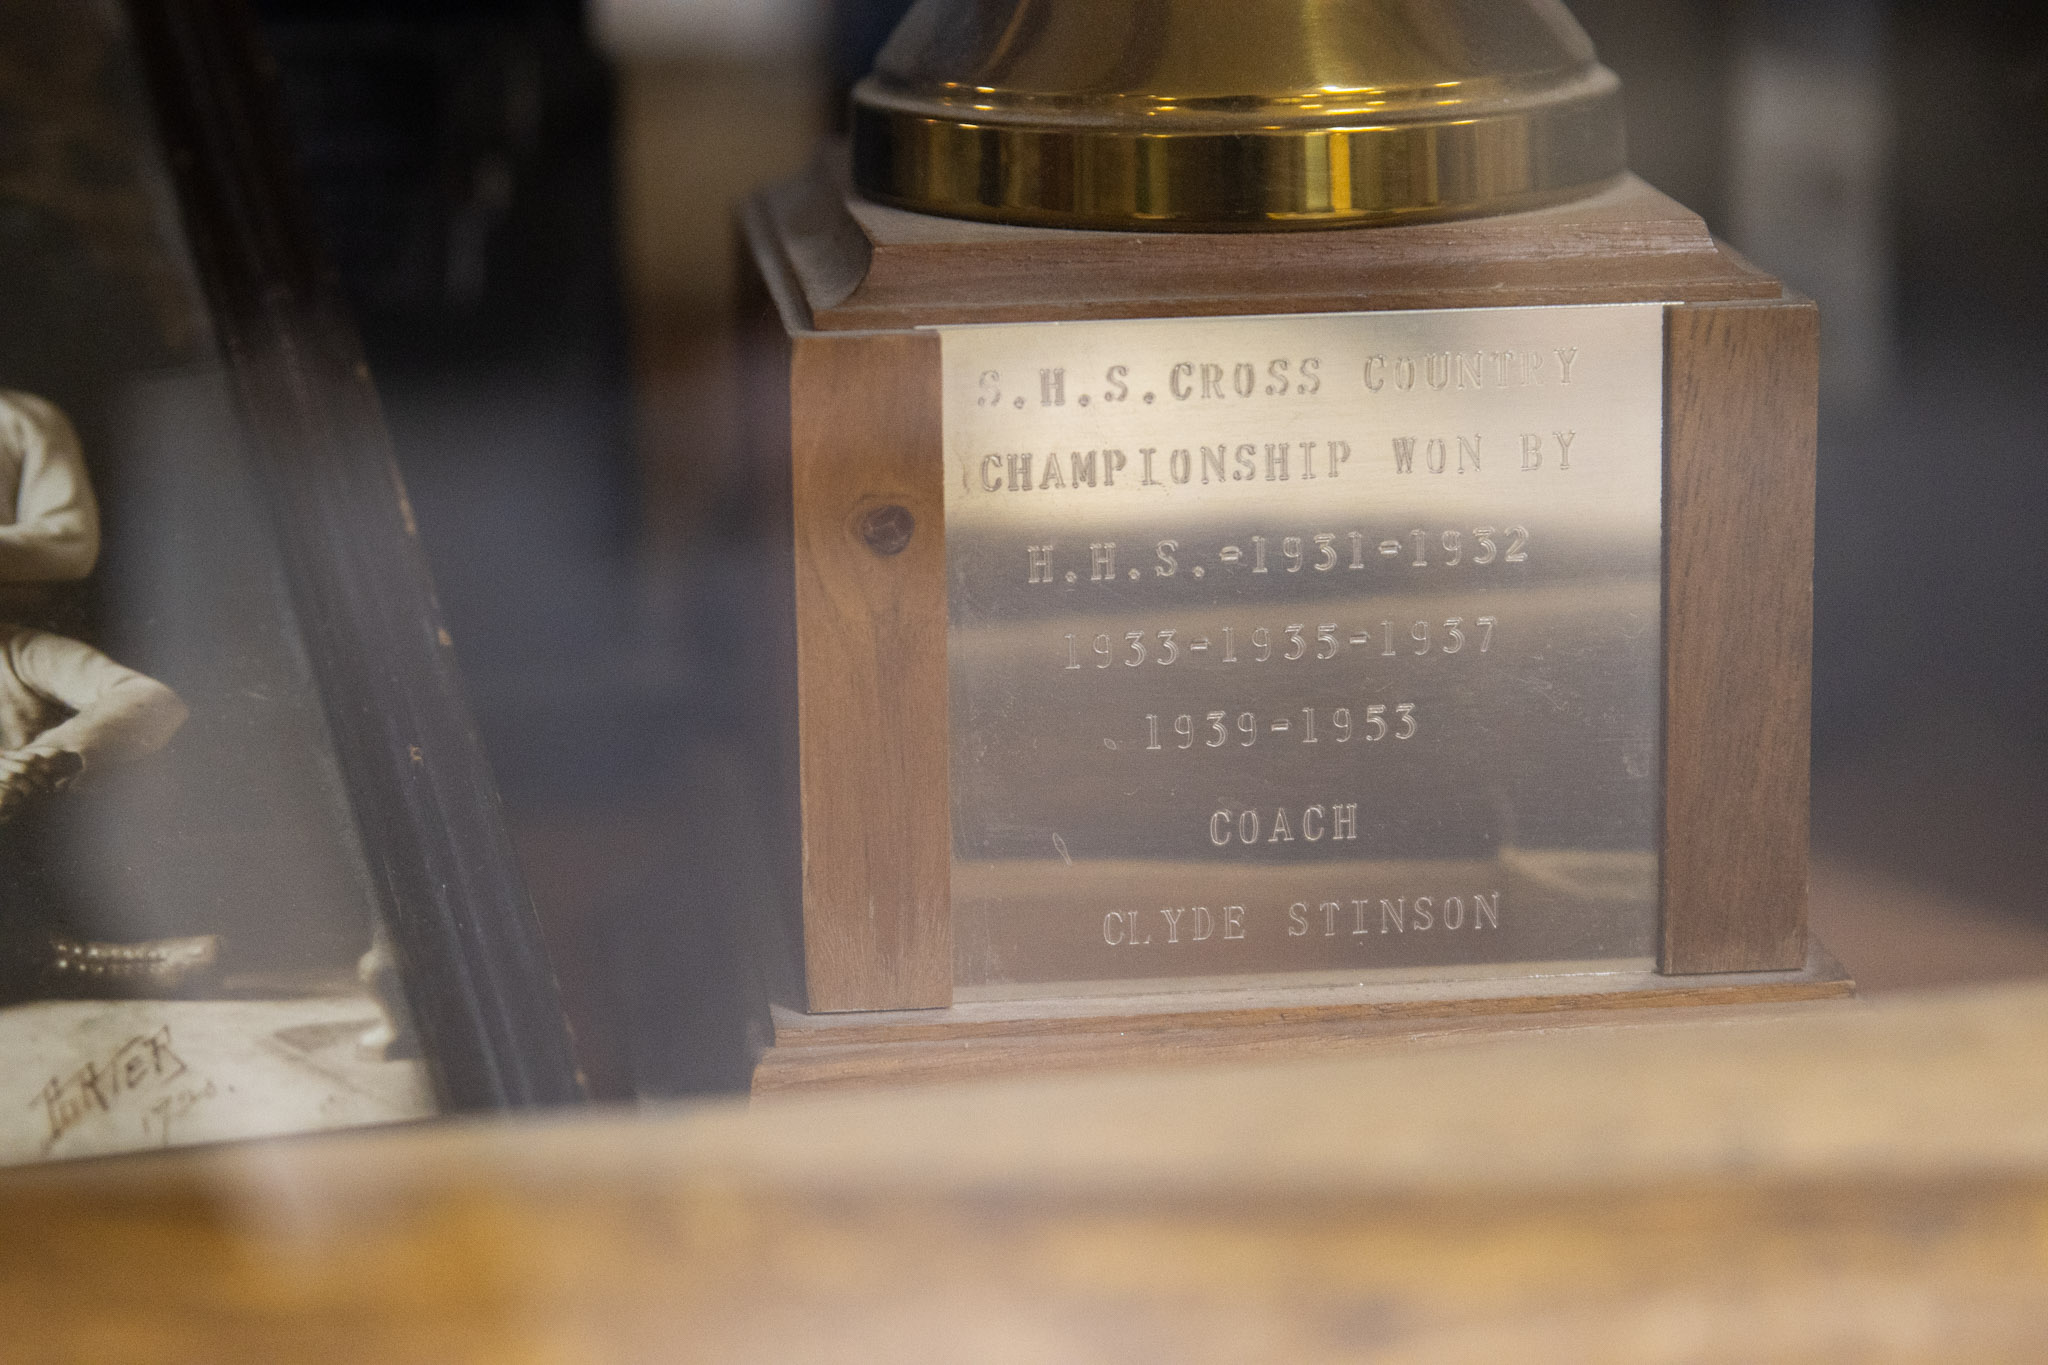 S.H.S.CROSS COUNTRY
CHAMPIONSHIP WON BY
H.H.S.-1931-1932
1933-1935-1937
1939-1953
COACH
CLYDE STINSON